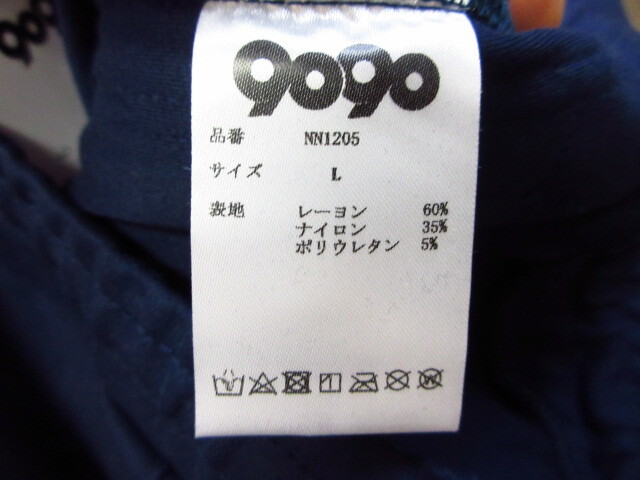 9090
品番 NN1205
サイズ L
表地 レーヨン 60%
ナイロン 35%
ポリウレタン 5%